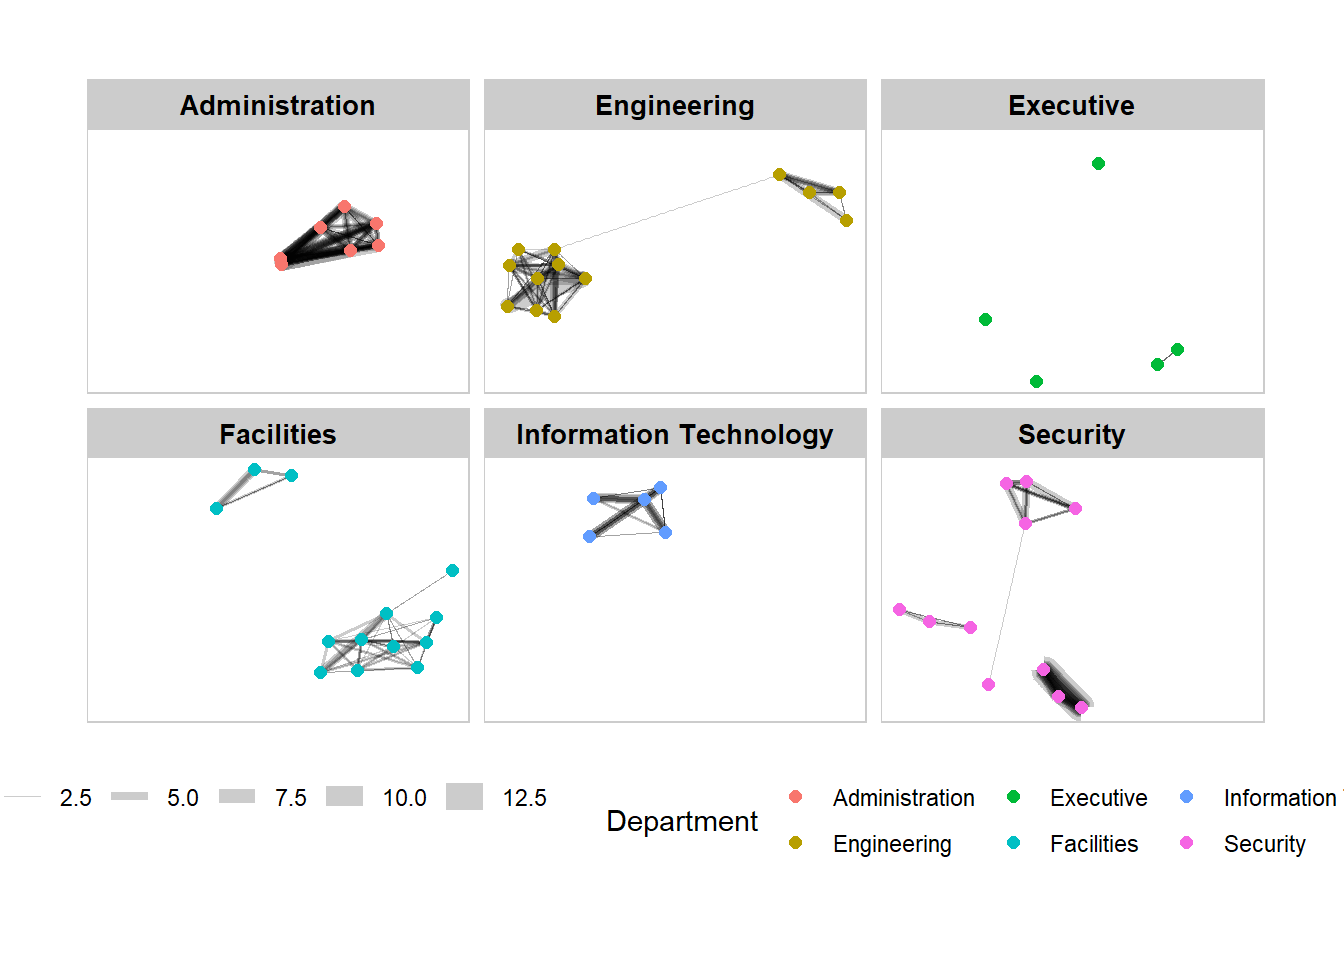 Administration
Engineering
Executive
Facilities
Information Technology
Security
2.5 5.0 7.5 10.0 12.5
Department
Administration Executive Information
Engineering Facilities Security